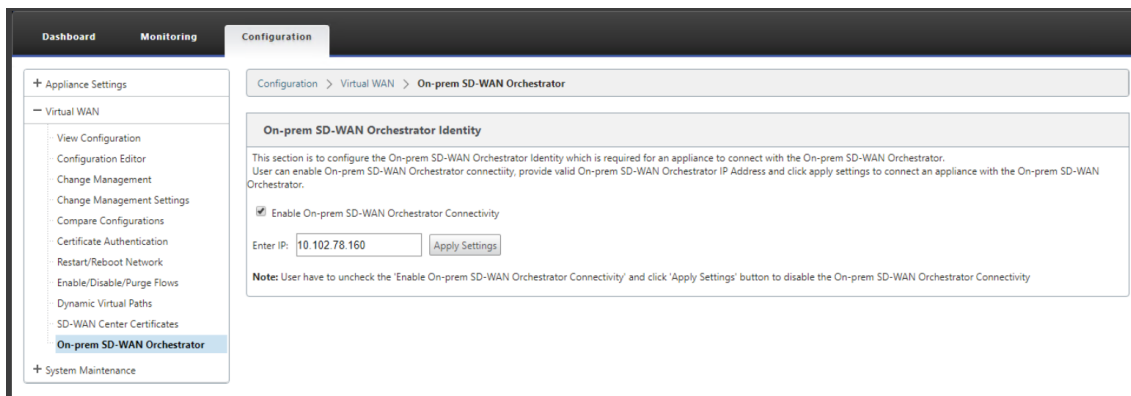 Dashboard Monitoring Configuration
+ Appliance Settings
− Virtual WAN
View Configuration
Configuration Editor
Change Management
Change Management Settings
Compare Configurations
Certificate Authentication
Restart/Reboot Network
Enable/Disable/Purge Flows
Dynamic Virtual Paths
SD-WAN Center Certificates
On-prem SD-WAN Orchestrator
+ System Maintenance
Configuration > Virtual WAN > On-prem SD-WAN Orchestrator
On-prem SD-WAN Orchestrator Identity
This section is to configure the On-prem SD-WAN Orchestrator Identity which is required for an appliance to connect with the On-prem SD-WAN Orchestrator.
User can enable On-prem SD-WAN Orchestrator connectiity, provide valid On-prem SD-WAN Orchestrator IP Address and click apply settings to connect an appliance with the On-prem SD-WAN
Orchestrator.
Enable On-prem SD-WAN Orchestrator Connectivity
Enter IP: 10.102.78.160 Apply Settings
Note: User have to uncheck the 'Enable On-prem SD-WAN Orchestrator Connectivity' and click 'Apply Settings' button to disable the On-prem SD-WAN Orchestrator Connectivity